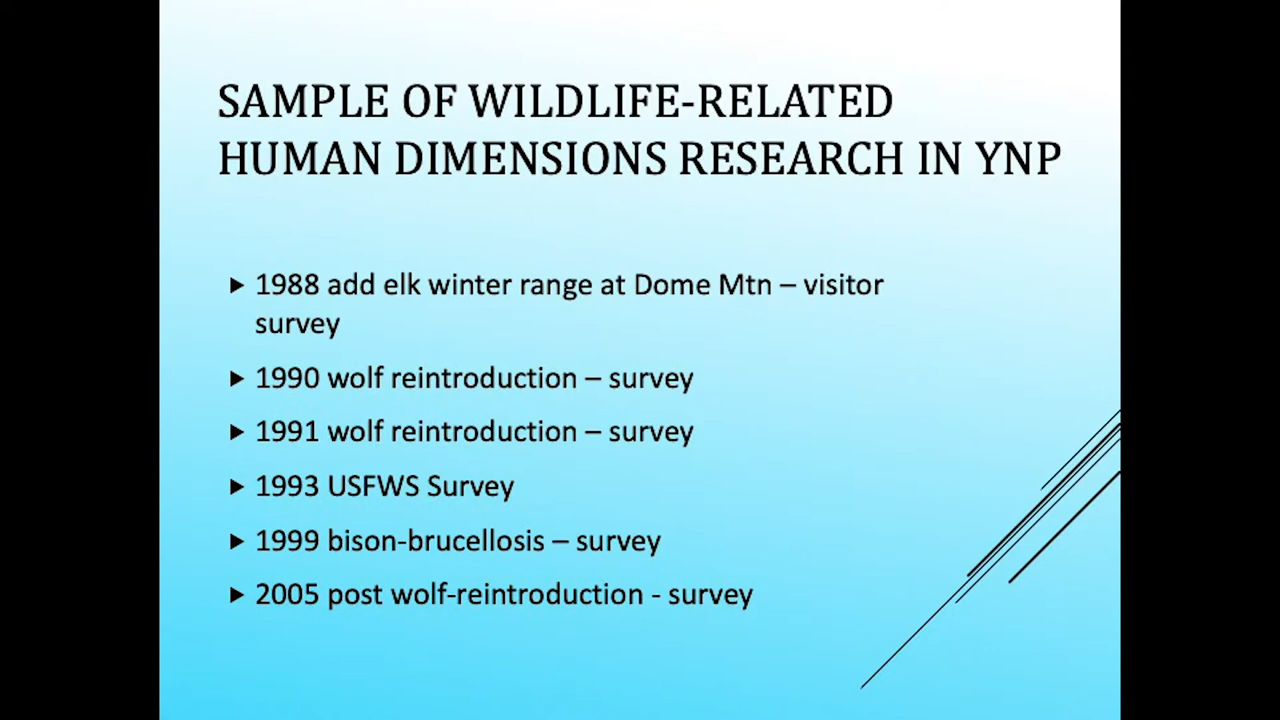 SAMPLE OF WILDLIFE-RELATED
HUMAN DIMENSIONS RESEARCH IN YNP
1988 add elk winter range at Dome Mtn – visitor
survey
1990 wolf reintroduction – survey
1991 wolf reintroduction – survey
1993 USFWS Survey
1999 bison-brucellosis – survey
2005 post wolf-reintroduction - survey